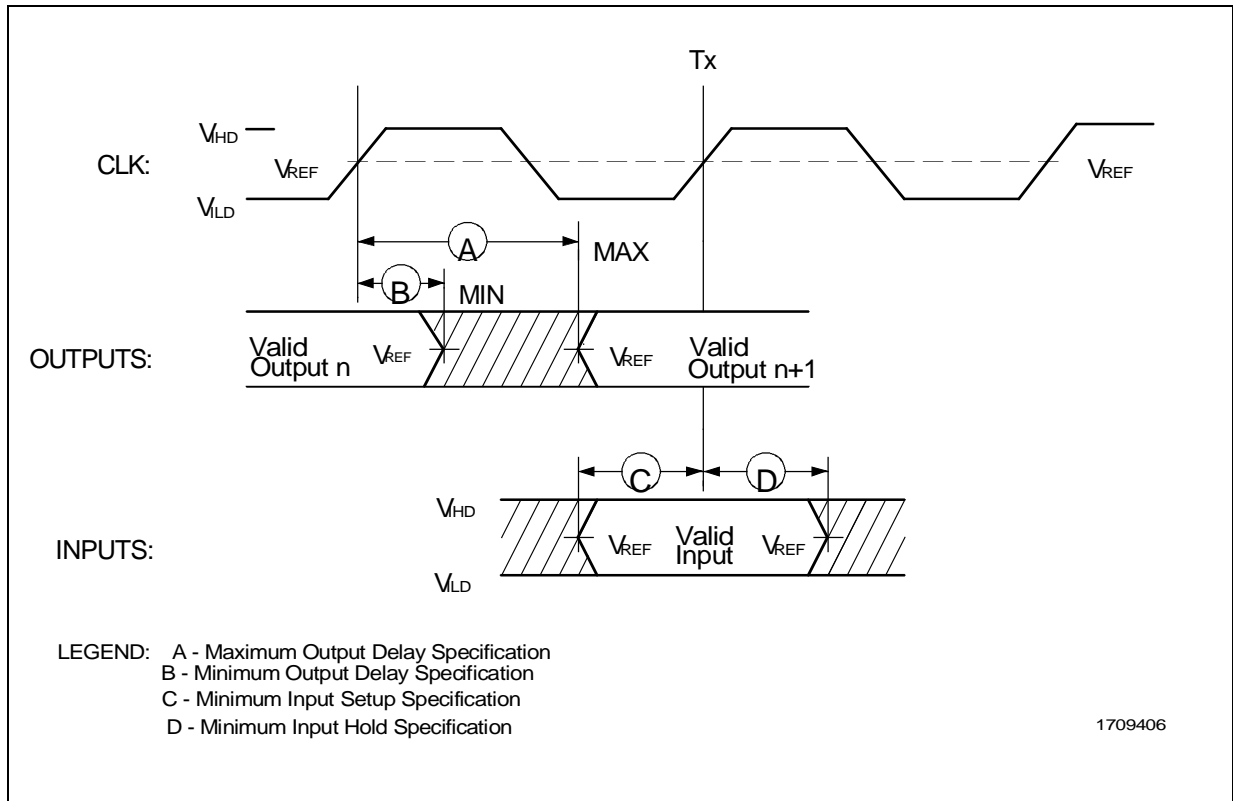 Tx
VIHD
CLK:
VREF
VREF
VILD
A
MAX
B
MIN
OUTPUTS:
Valid
Output n
VREF
VREF
Valid
Output n+1
C
D
VIHD
INPUTS:
VREF
Valid
Input
VREF
VILD
LEGEND: A - Maximum Output Delay Specification
B - Minimum Output Delay Specification
C - Minimum Input Setup Specification
D - Minimum Input Hold Specification
1709406